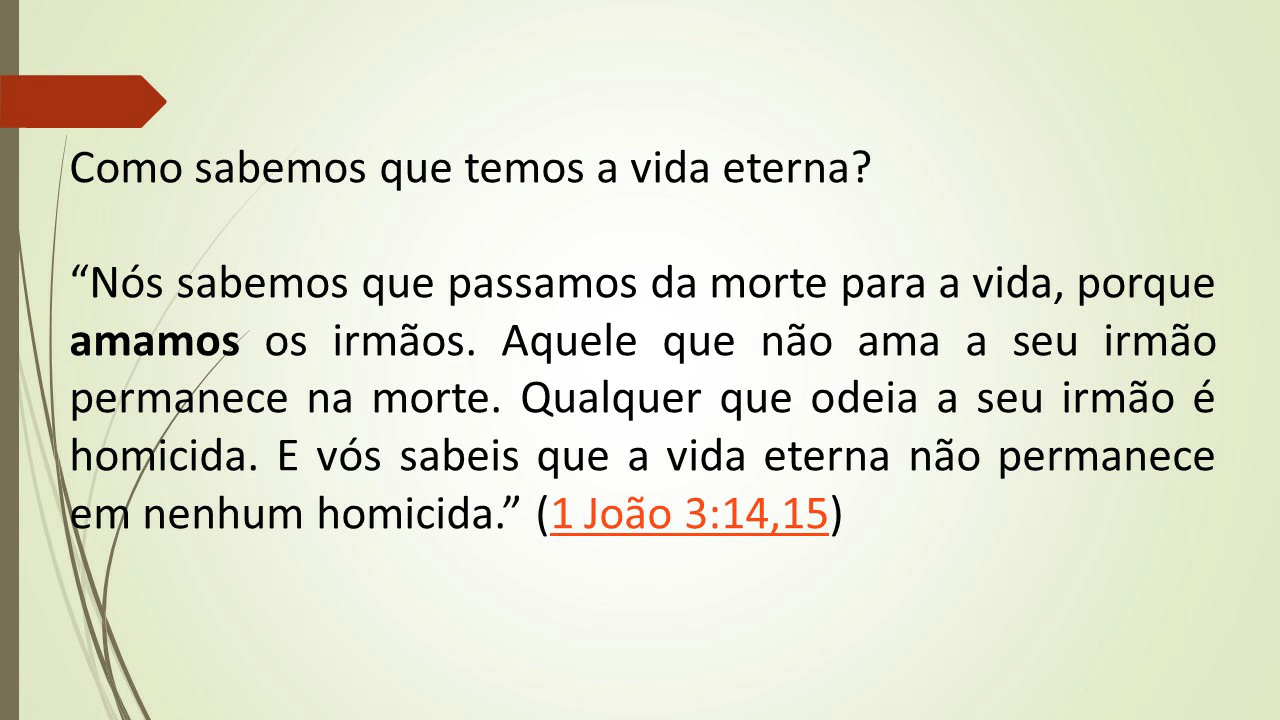 Como sabemos que temos a vida eterna?
“Nós sabemos que passamos da morte para a vida, porque
amamos os irmãos. Aquele que não ama a seu irmão
permanece na morte. Qualquer que odeia a seu irmão é
homicida. E vós sabeis que a vida eterna não permanece
em nenhum homicida.” (1 João 3:14,15)